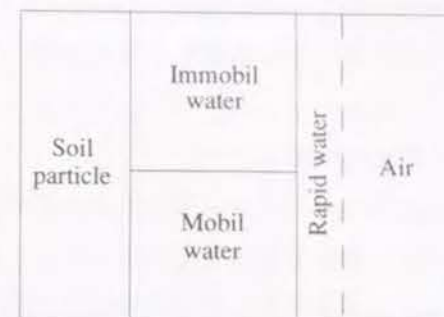 Soil
particle
Immobil
water
Mobil
water
Rapid water
Air